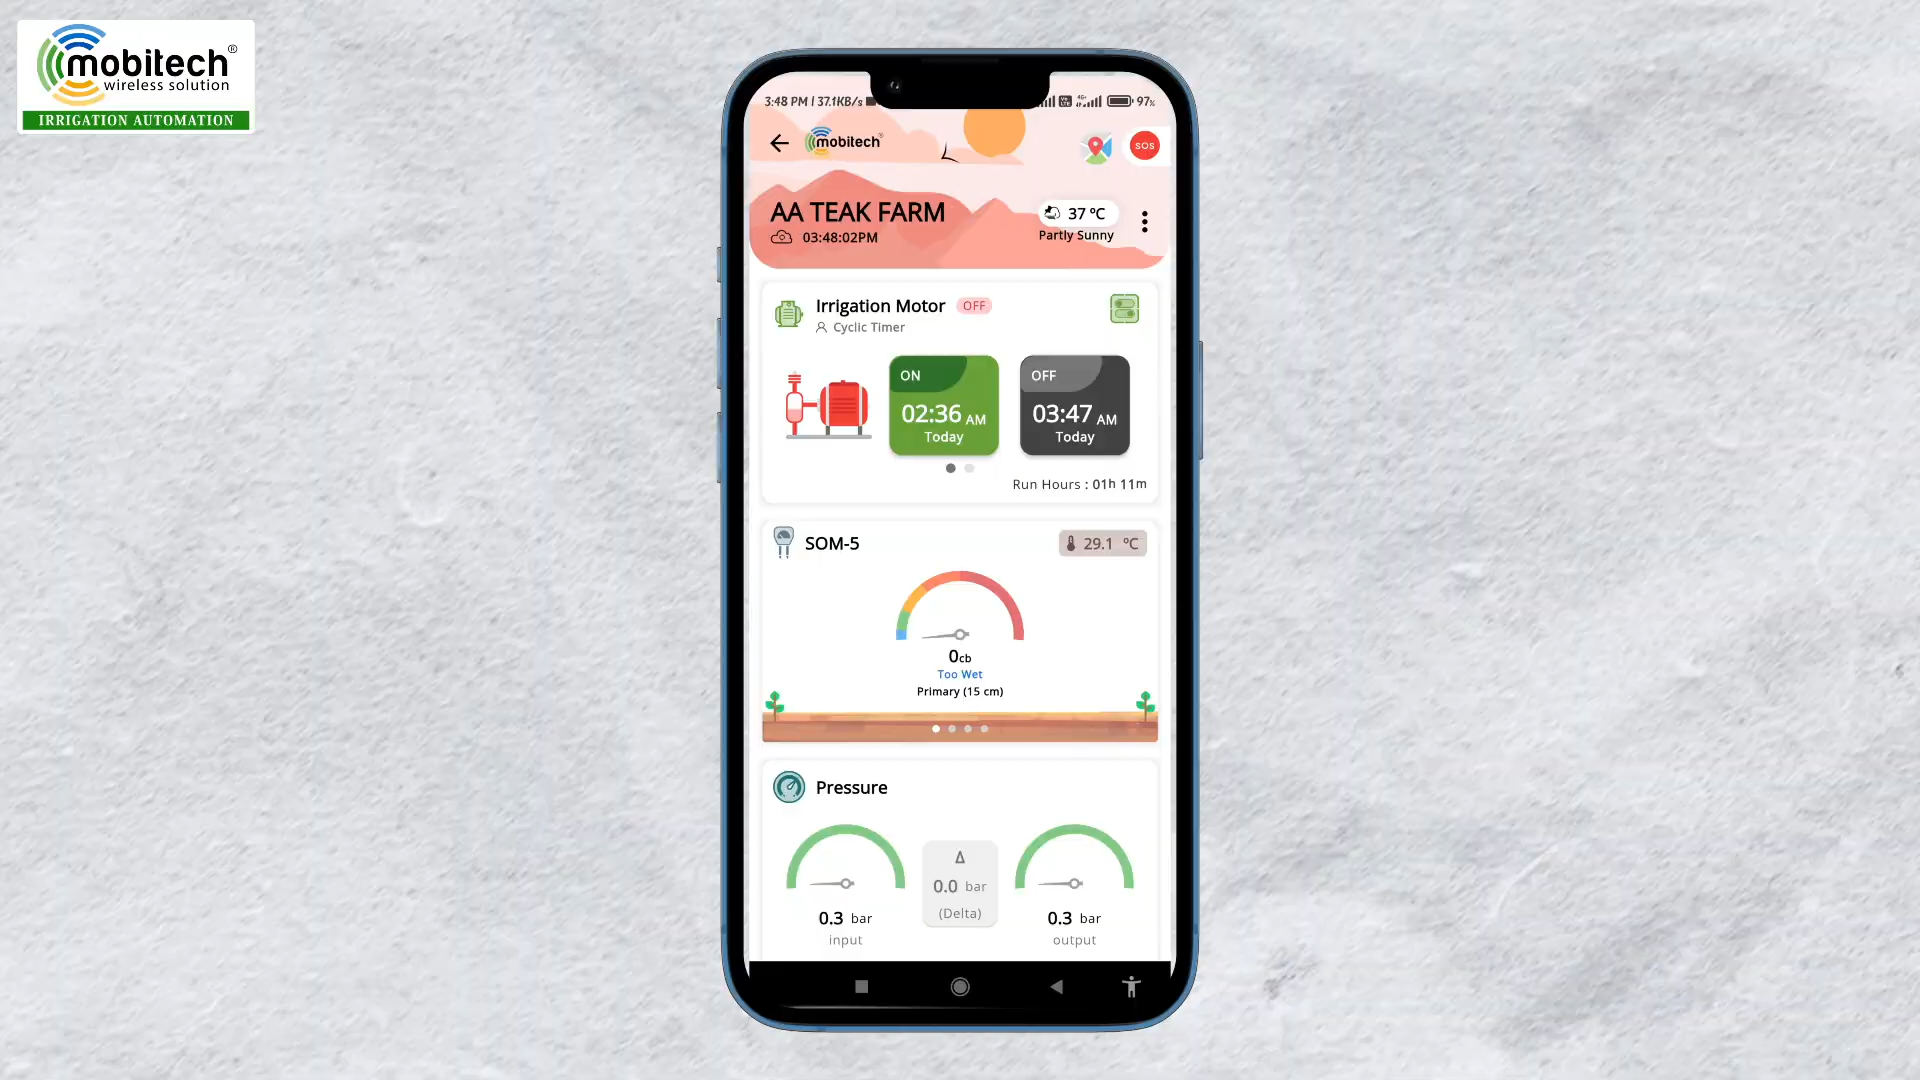 mobitech®
wireless solution
IRRIGATION AUTOMATION
3:48 PM | 37.1KB/s
4G+
97%
mobitech
SOS
AA TEAK FARM
37 ºC
03:48:02PM
Partly Sunny
Irrigation Motor OFF
Cyclic Timer
ON
02:36 AM
Today
OFF
03:47 AM
Today
Run Hours : 01h 11m
SOM-5
29.1 ºC
0cb
Too Wet
Primary (15 cm)
Pressure
Δ
0.0 bar
(Delta)
0.3 bar
input
0.3 bar
output